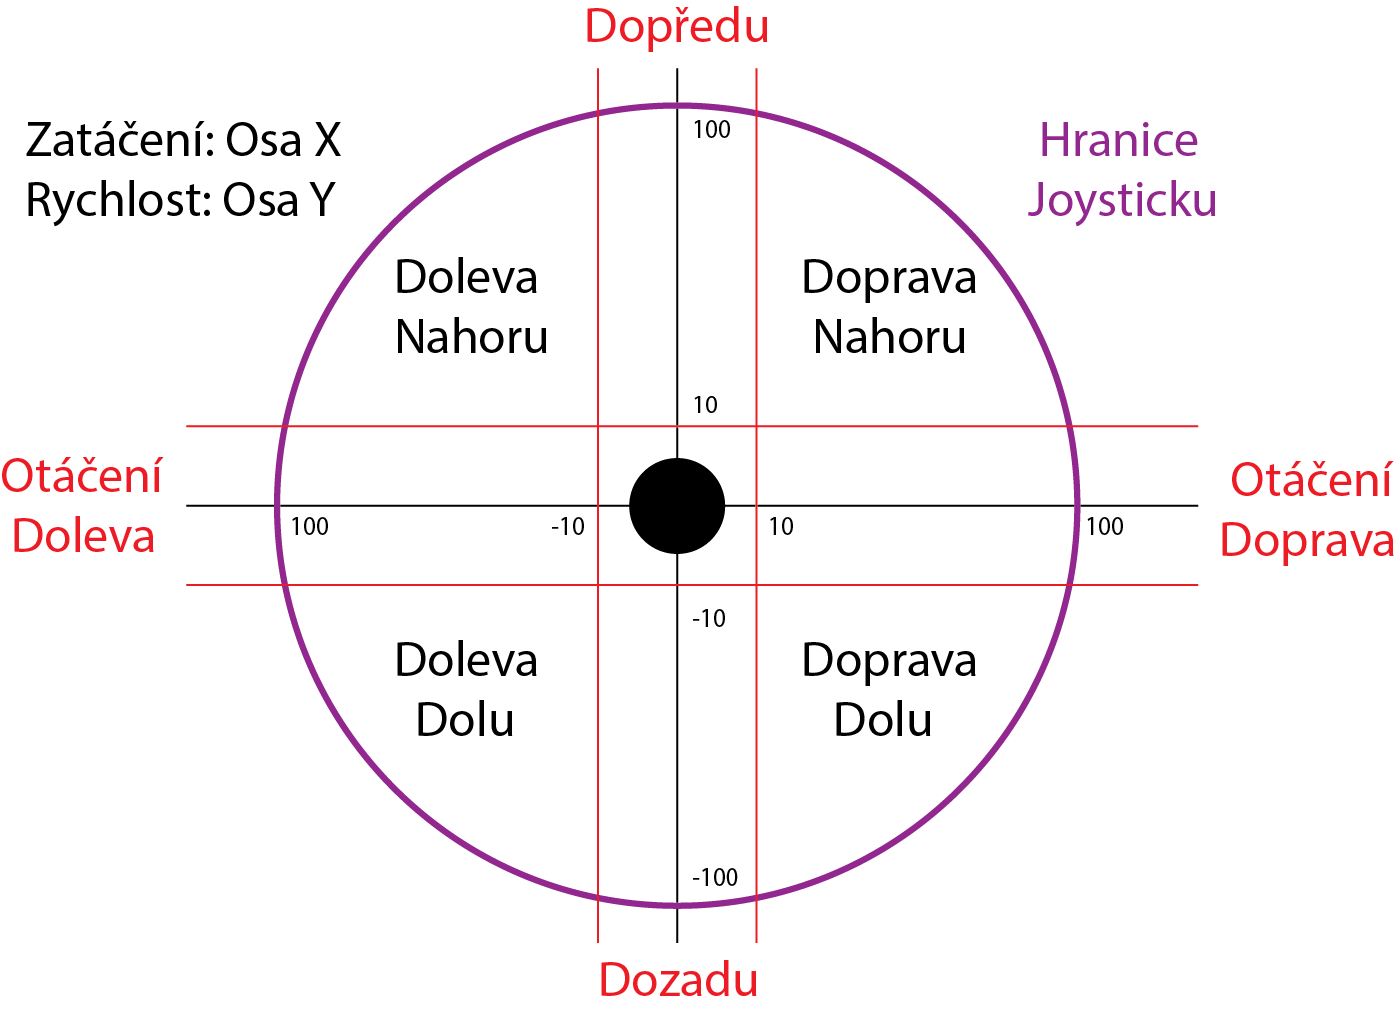 Dopředu
Zatáčení: Osa X
Rychlost: Osa Y
100
Hranice
Joysticku
Doleva
Nahoru
Doprava
Nahoru
10
Otáčení
Doleva
100
-10
10
100
Otáčení
Doprava
-10
Doleva
Dolu
Doprava
Dolu
-100
Dozadu